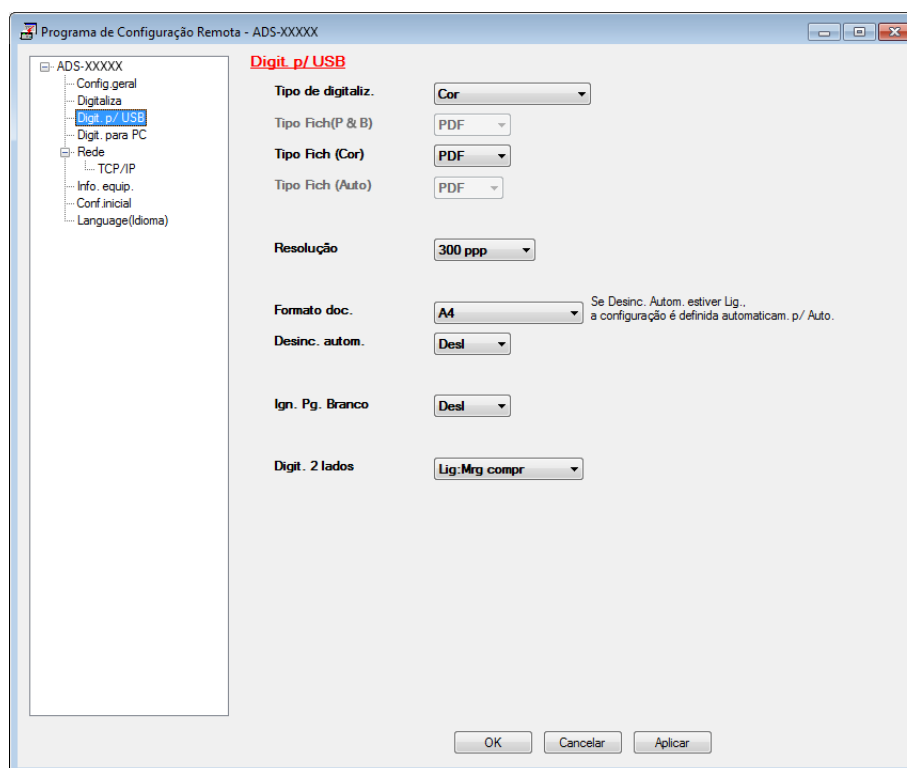 Programa de Configuração Remota - ADS-XXXXX
ADS-XXXXX
Config.geral
Digitaliza
Digit. p/ USB
Digit. para PC
Rede
TCP/IP
Info. equip.
Conf.inicial
Language(Idioma)
Digit. p/ USB
Tipo de digitaliz. Cor
Tipo Fich(P & B) PDF
Tipo Fich (Cor) PDF
Tipo Fich (Auto) PDF
Resolução 300 ppp
Formato doc. A4
Se Desinc. Autom. estiver Lig.,
a configuração é definida automaticam. p/ Auto.
Desinc. autom. Desl
Ign. Pg. Branco Desl
Digit. 2 lados Lig:Mrg compr
OK Cancelar Aplicar